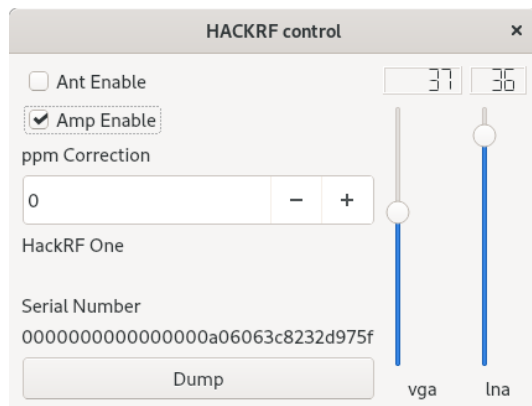 HACKRF control ×
Ant Enable
37 36
Amp Enable
ppm Correction
0 − +
HackRF One
Serial Number
0000000000000000a06063c8232d975f
Dump
vga lna